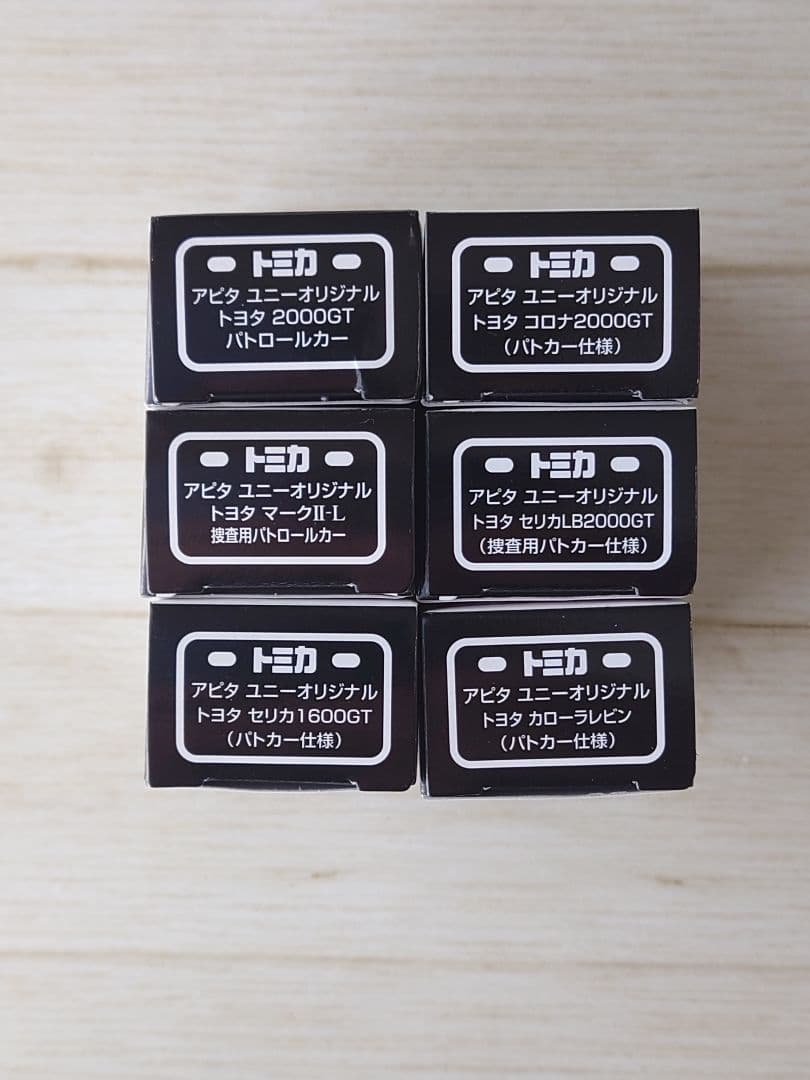 トミカ
アピタ ユニーオリジナル
トヨタ 2000GT
パトロールカー
トミカ
アピタ ユニーオリジナル
トヨタ コロナ2000GT
（パトカー仕様）
トミカ
アピタ ユニーオリジナル
トヨタ マークII-L
捜査用パトロールカー
トミカ
アピタ ユニーオリジナル
トヨタ セリカLB2000GT
（捜査用パトカー仕様）
トミカ
アピタ ユニーオリジナル
トヨタ セリカ1600GT
（パトカー仕様）
トミカ
アピタ ユニーオリジナル
トヨタ カローラレビン
（パトカー仕様）